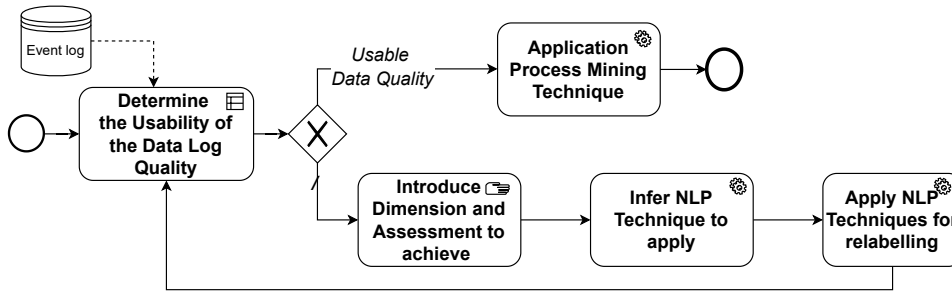 Event log
Determine
the Usability of
the Data Log
Quality
Usable
Data Quality
Application
Process Mining
Technique
Introduce
Dimension and
Assessment to
achieve
Infer NLP
Technique to
apply
Apply NLP
Techniques for
relabelling